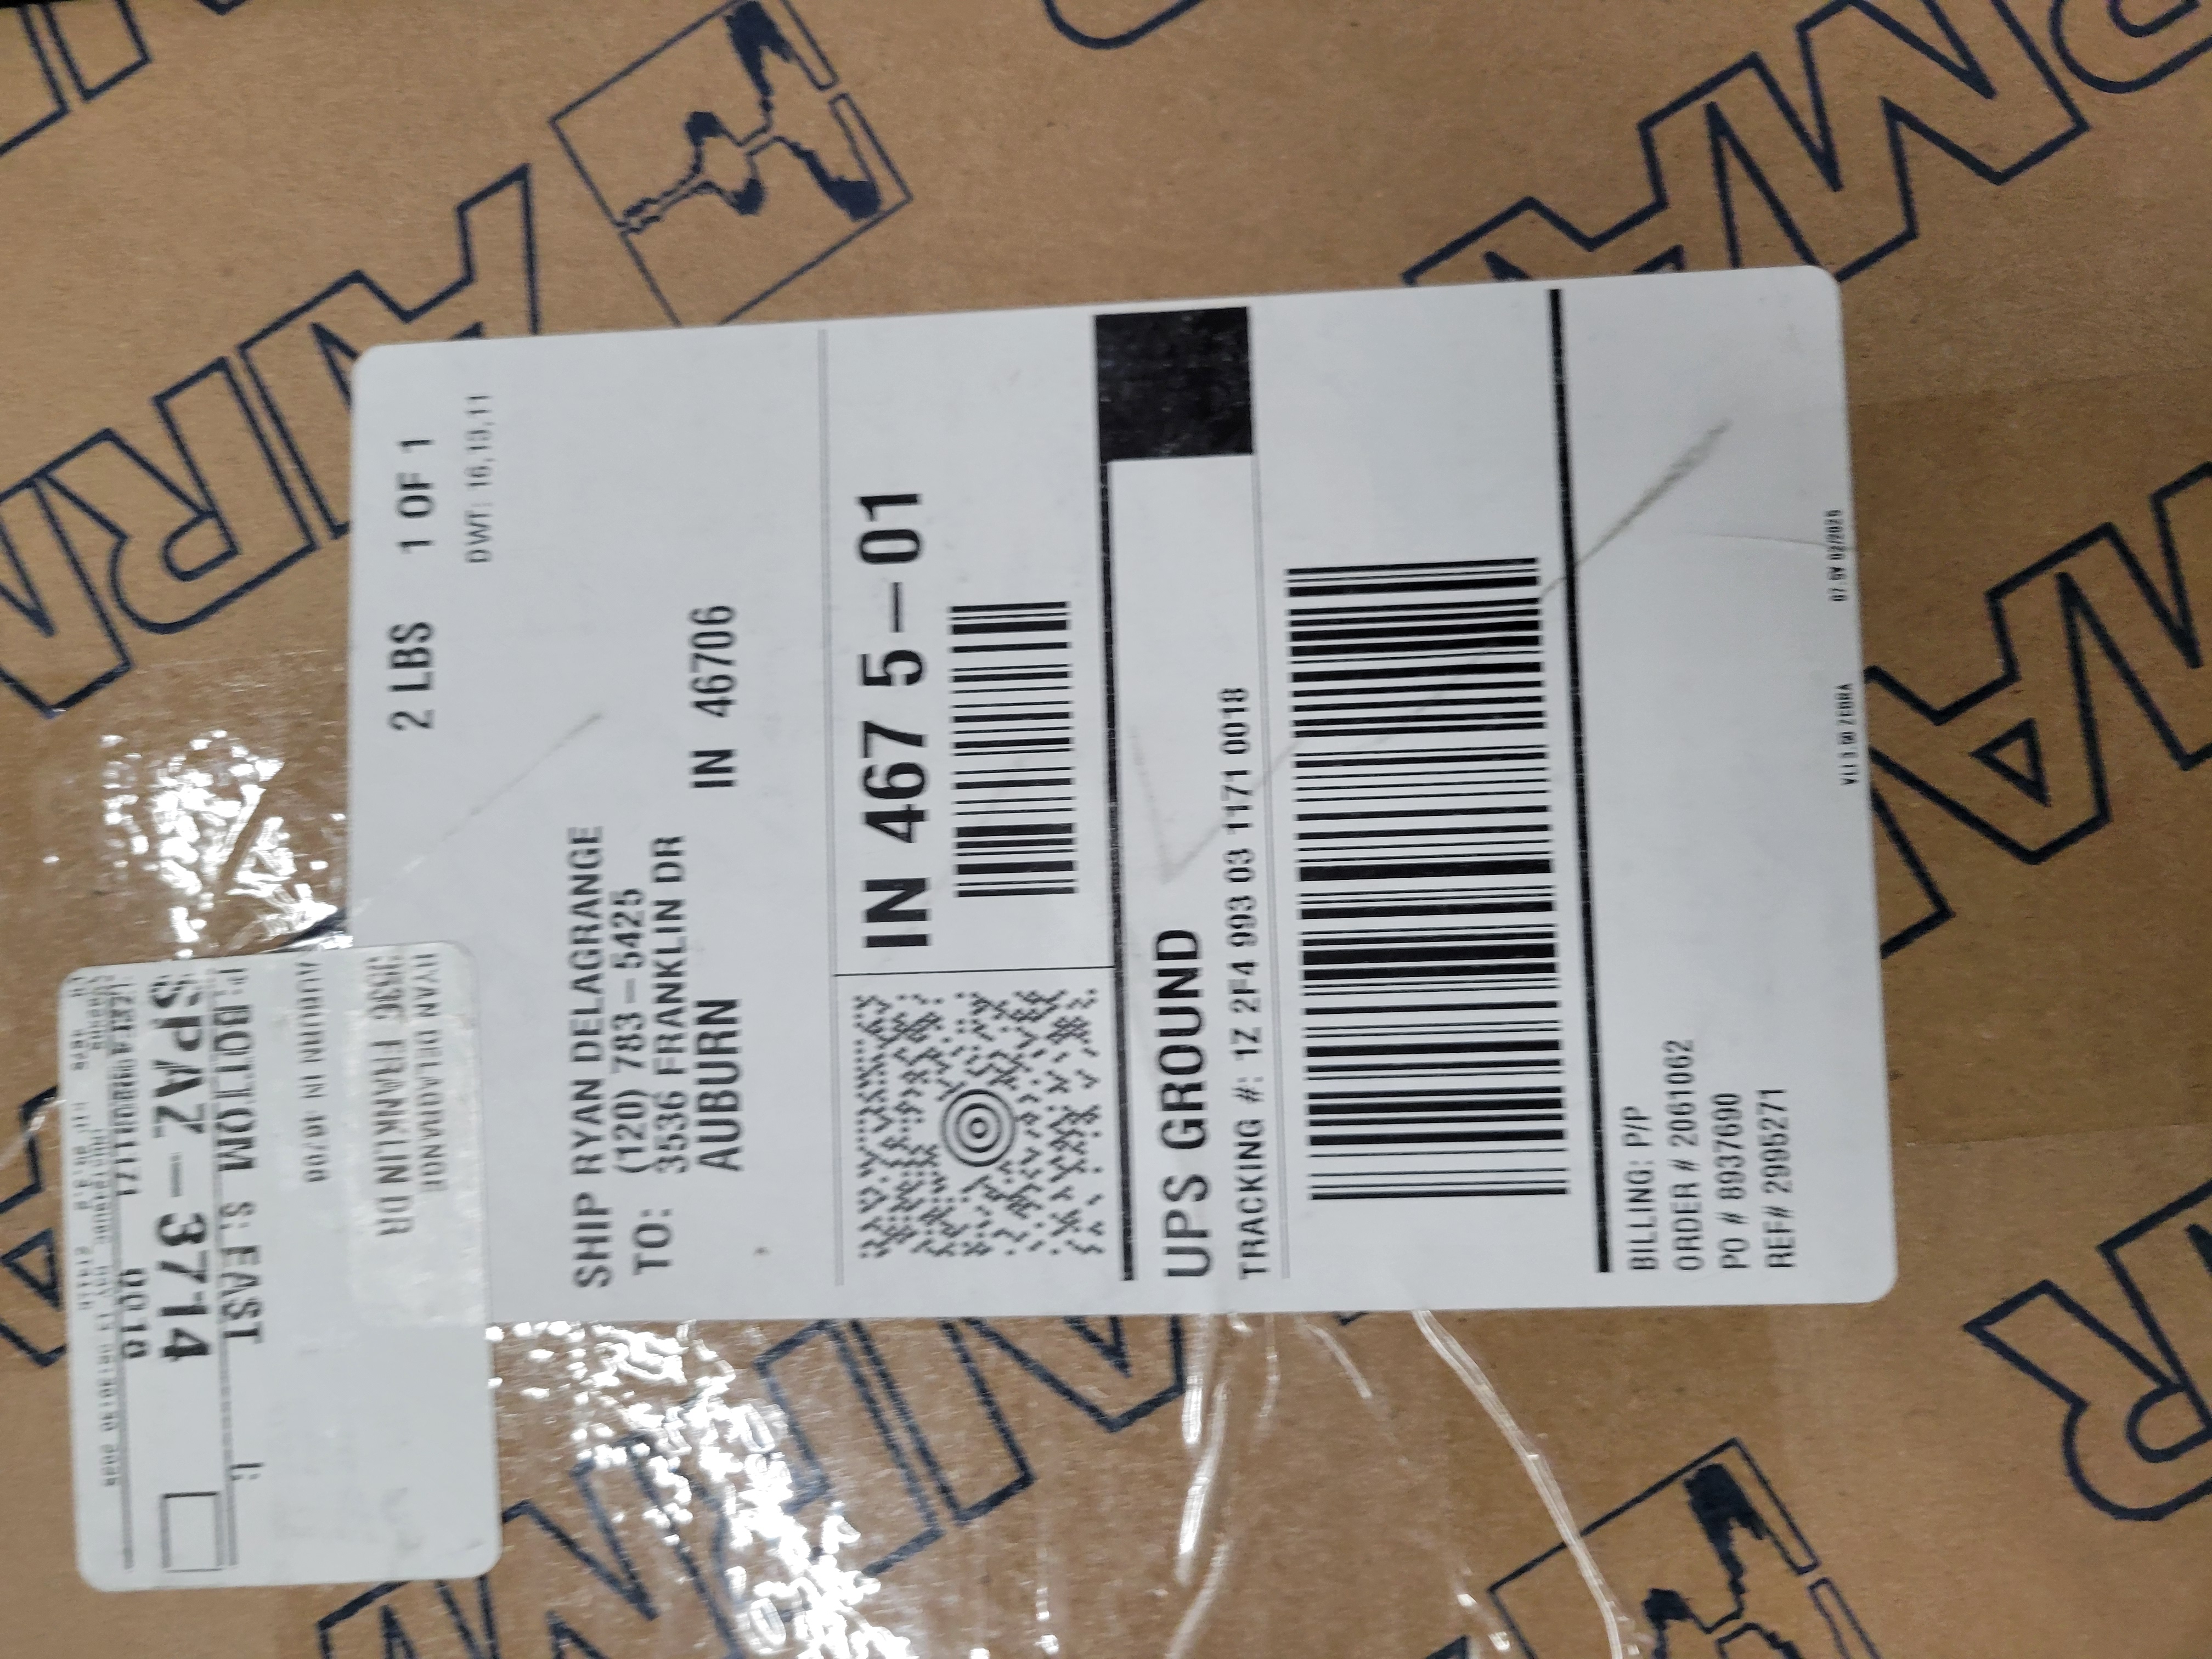 2 LBS 1 OF 1
DWT: 16,13,11
SHIP TO:
RYAN DELAGRANGE
(120) 783-5425
3536 FRANKLIN DR
AUBURN IN 46706
IN 467 5-01
UPS GROUND
TRACKING #: 1Z 2F4 993 03 1171 0018
BILLING: P/P
ORDER # 2061062
PO # 8937690
REF# 2995271
RYAN DELAGRANGE
3536 FRANKLIN DR
AUBURN IN 46706
BOTTOM S: EAST I:
SPAZ-3714